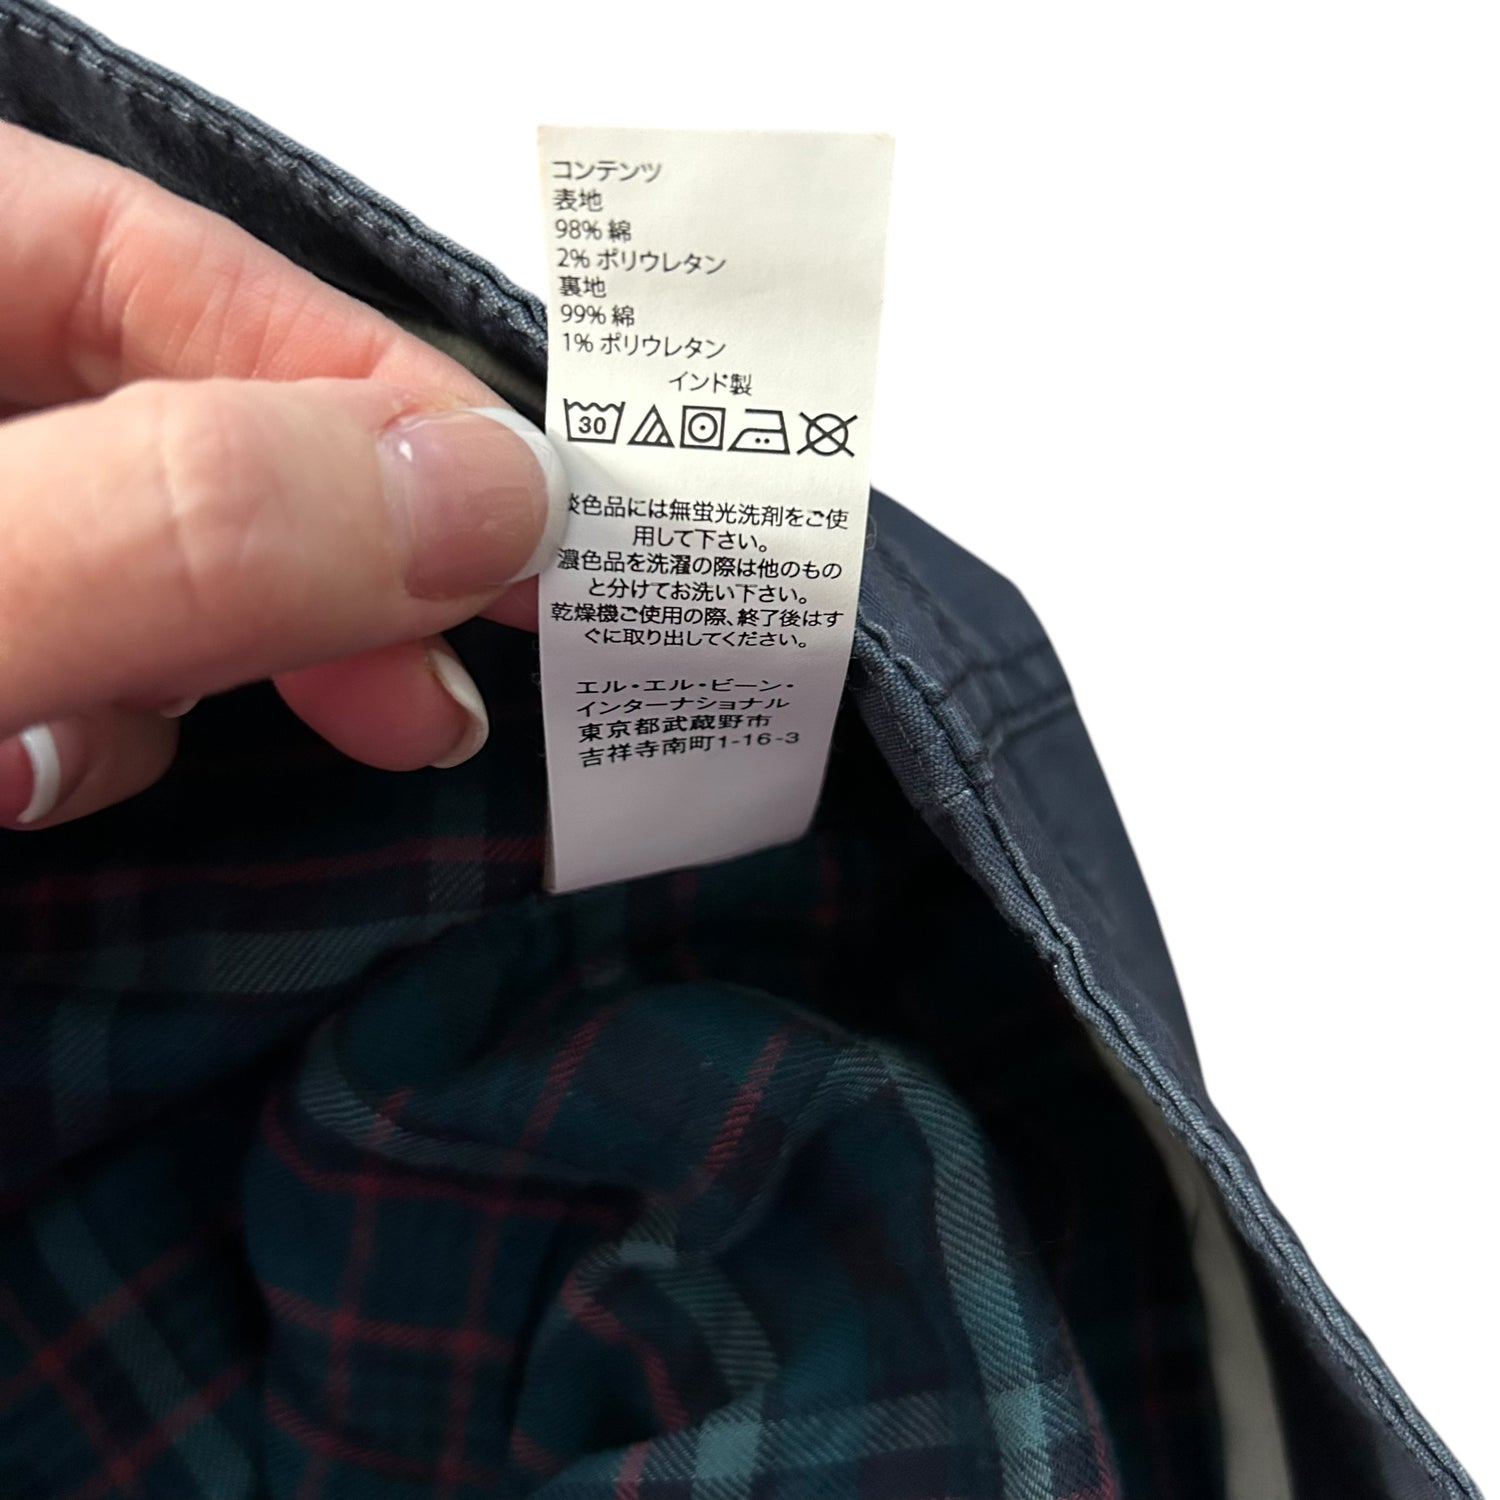 コンテンツ
表地
98% 綿
2% ポリウレタン
裏地
99% 綿
1% ポリウレタン
インド製
30
淡色品には無蛍光洗剤をご使
用して下さい。
濃色品を洗濯の際は他のもの
と分けてお洗い下さい。
乾燥機ご使用の際、終了後はす
ぐに取り出してください。
エル・エル・ビーン・
インターナショナル
東京都武蔵野市
吉祥寺南町1-16-3